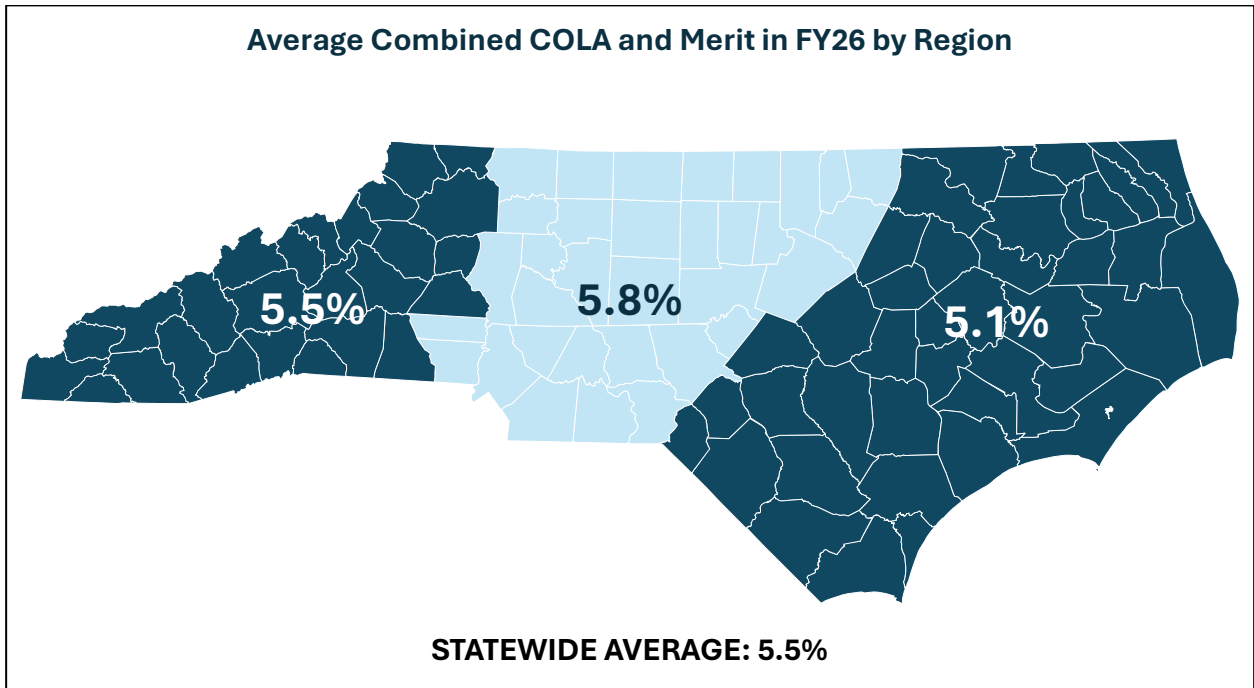 Average Combined COLA and Merit in FY26 by Region
5.5%
5.8%
5.1%
STATEWIDE AVERAGE: 5.5%